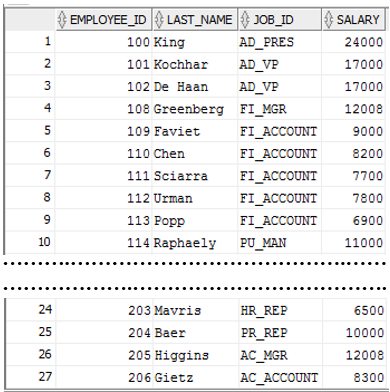 EMPLOYEE_ID LAST_NAME JOB_ID SALARY
1 100 King AD_PRES 24000
2 101 Kochhar AD_VP 17000
3 102 De Haan AD_VP 17000
4 108 Greenberg FI_MGR 12008
5 109 Faviet FI_ACCOUNT 9000
6 110 Chen FI_ACCOUNT 8200
7 111 Sciarra FI_ACCOUNT 7700
8 112 Urman FI_ACCOUNT 7800
9 113 Popp FI_ACCOUNT 6900
10 114 Raphaely PU_MAN 11000
24 203 Mavris HR_REP 6500
25 204 Baer PR_REP 10000
26 205 Higgins AC_MGR 12008
27 206 Gietz AC_ACCOUNT 8300